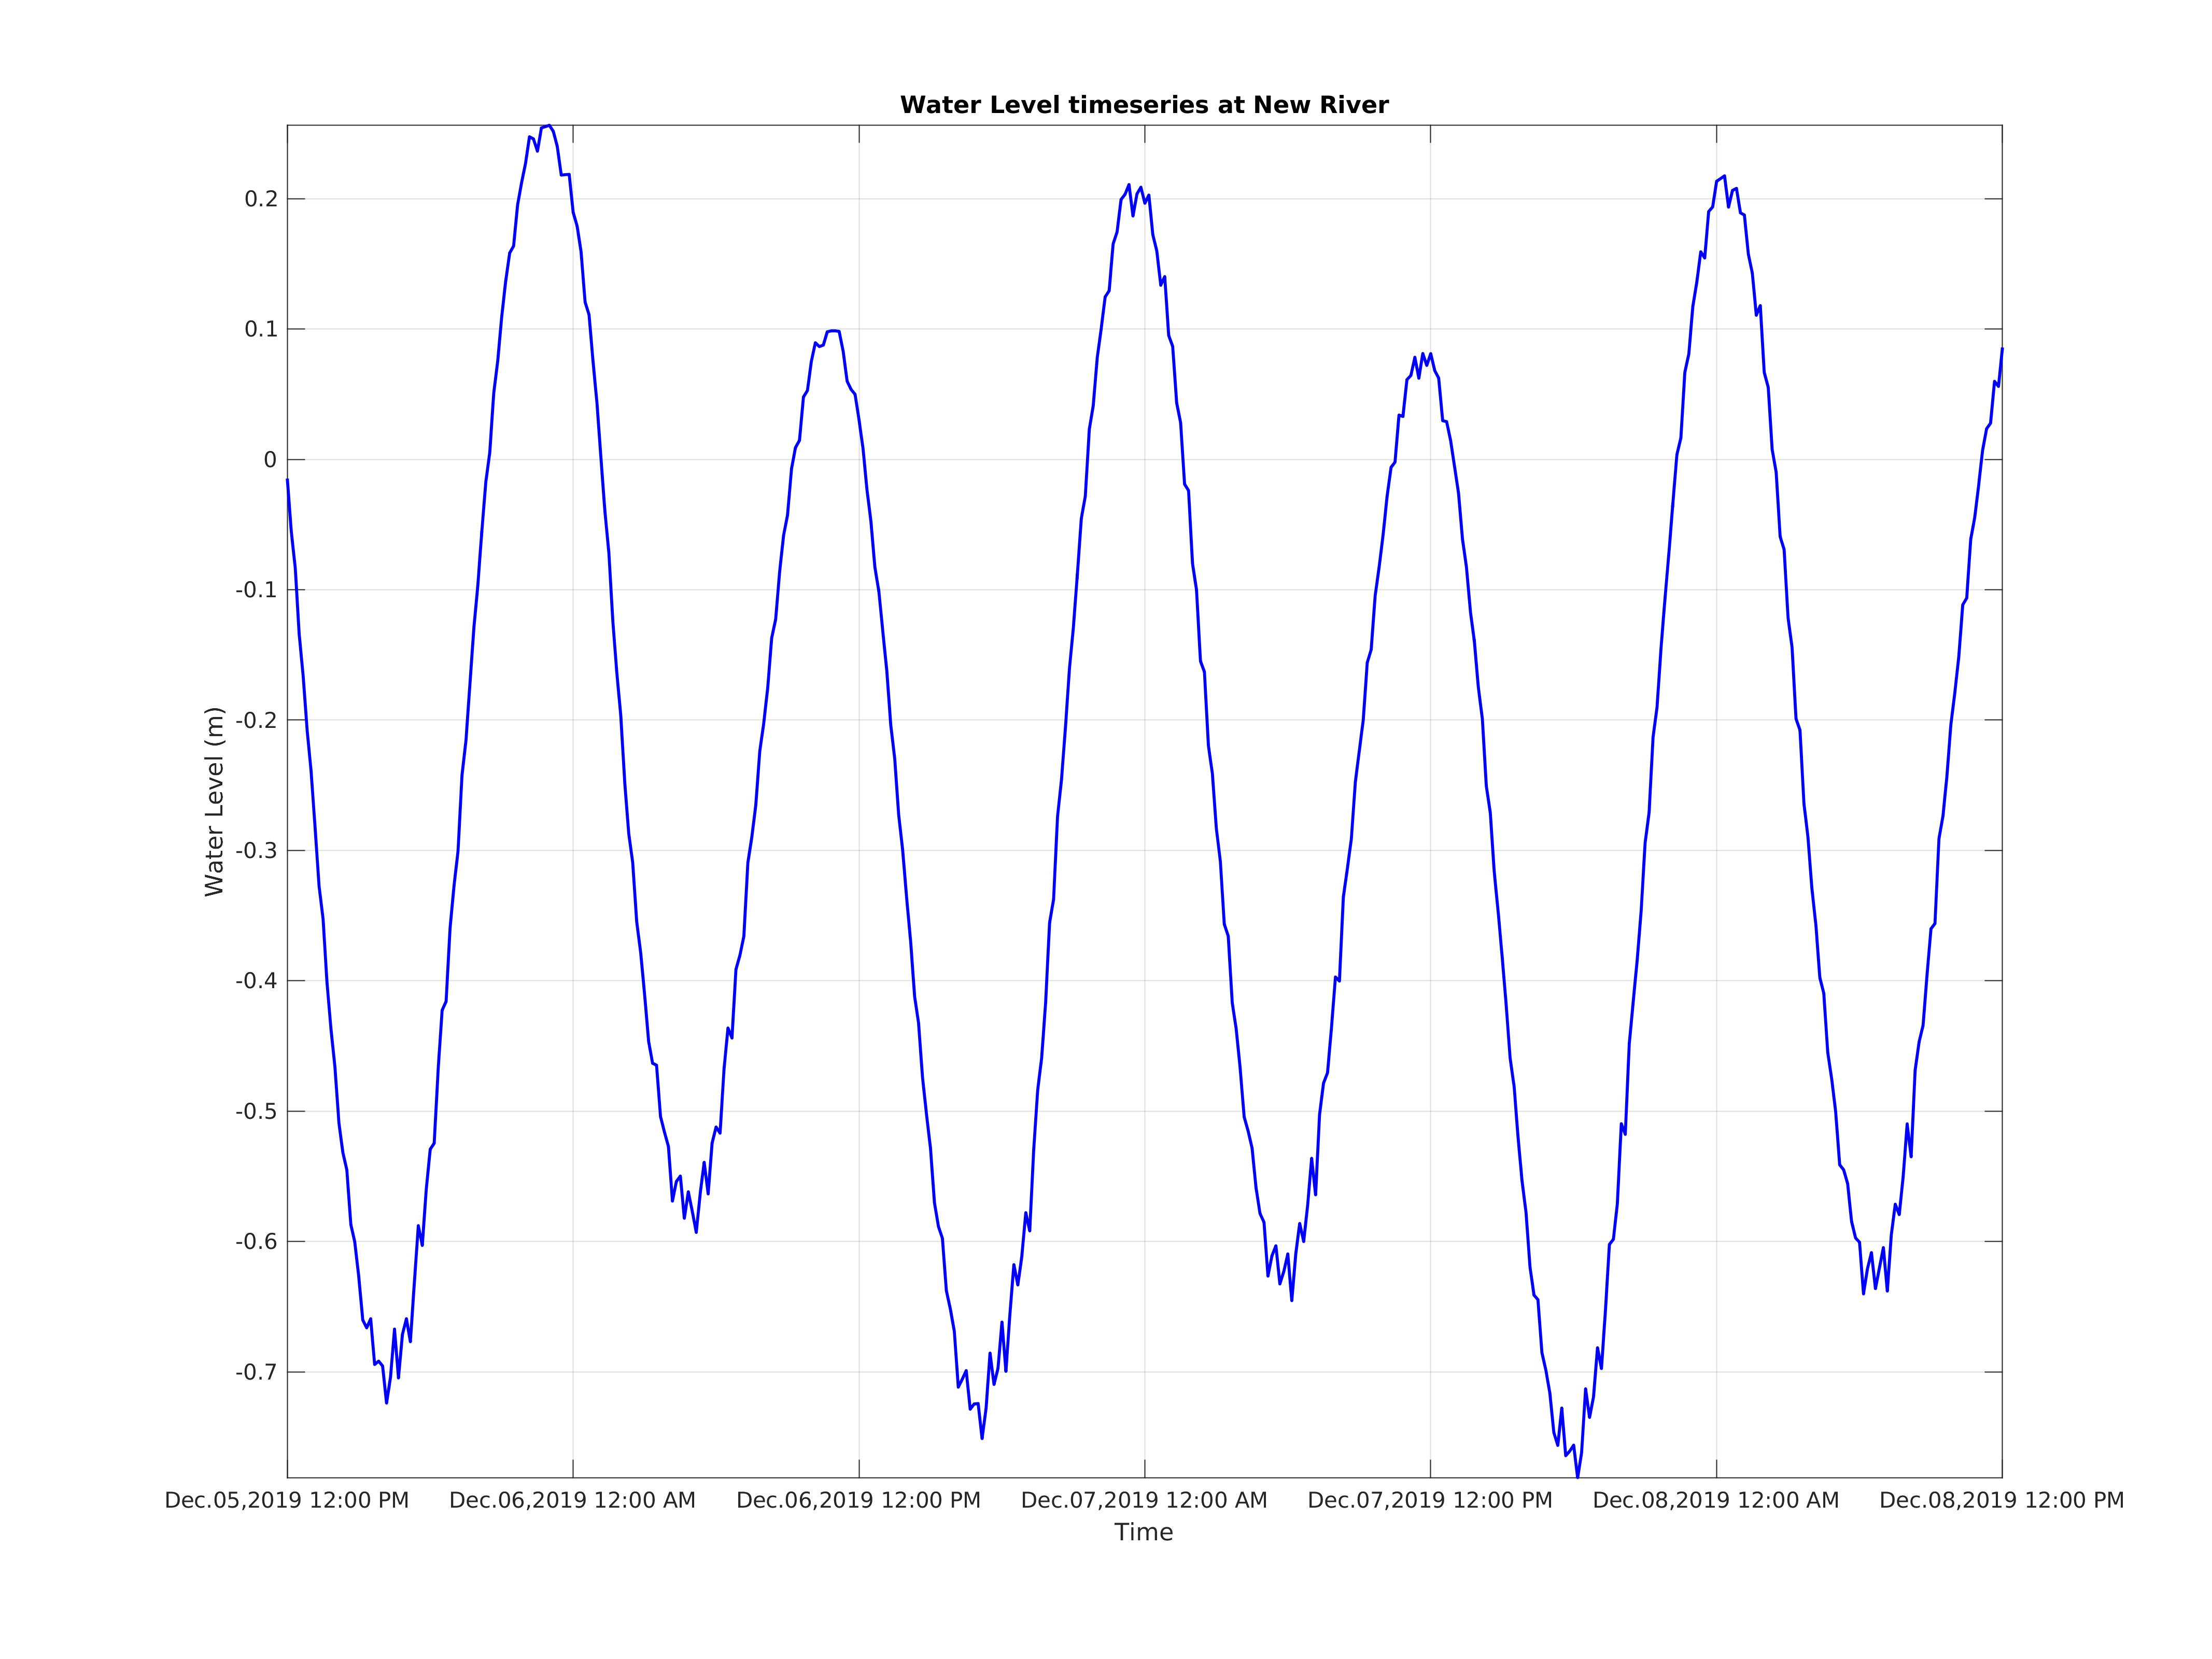 Water Level timeseries at New River
0.2
0.1
0
-0.1
-0.2
-0.3
-0.4
-0.5
-0.6
-0.7
Water Level (m)
Dec.05,2019 12:00 PM
Dec.06,2019 12:00 AM
Dec.06,2019 12:00 PM
Dec.07,2019 12:00 AM
Dec.07,2019 12:00 PM
Dec.08,2019 12:00 AM
Dec.08,2019 12:00 PM
Time